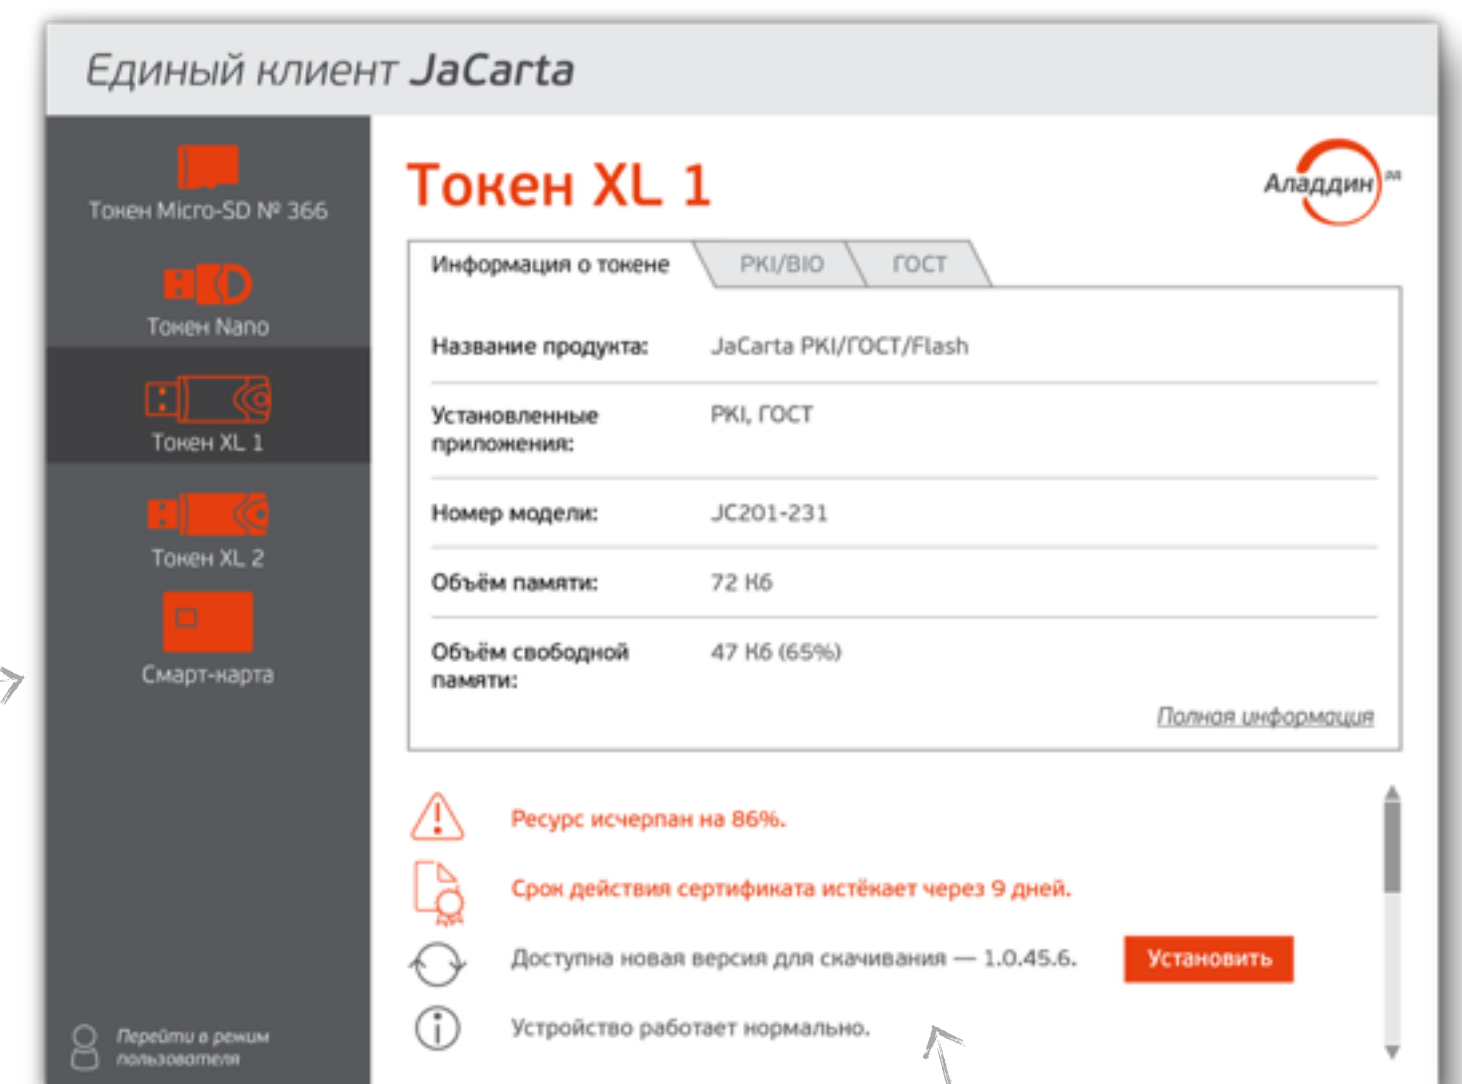 Единый клиент JaCarta
Токен Micro-SD № 366
Токен Nano
Токен XL 1
Токен XL 2
Смарт-карта
Перейти в режим
пользователя
Токен XL 1
Аладдин РД
Информация о токене
PKI/BIO
ГОСТ
Название продукта: JaCarta PKI/ГОСТ/Flash
Установленные PKI, ГОСТ
приложения:
Номер модели: JC201-231
Объём памяти: 72 Кб
Объём свободной 47 Кб (65%)
памяти:
Полная информация
Ресурс исчерпан на 86%.
Срок действия сертификата истёкает через 9 дней.
Доступна новая версия для скачивания — 1.0.45.6. Установить
Устройство работает нормально.